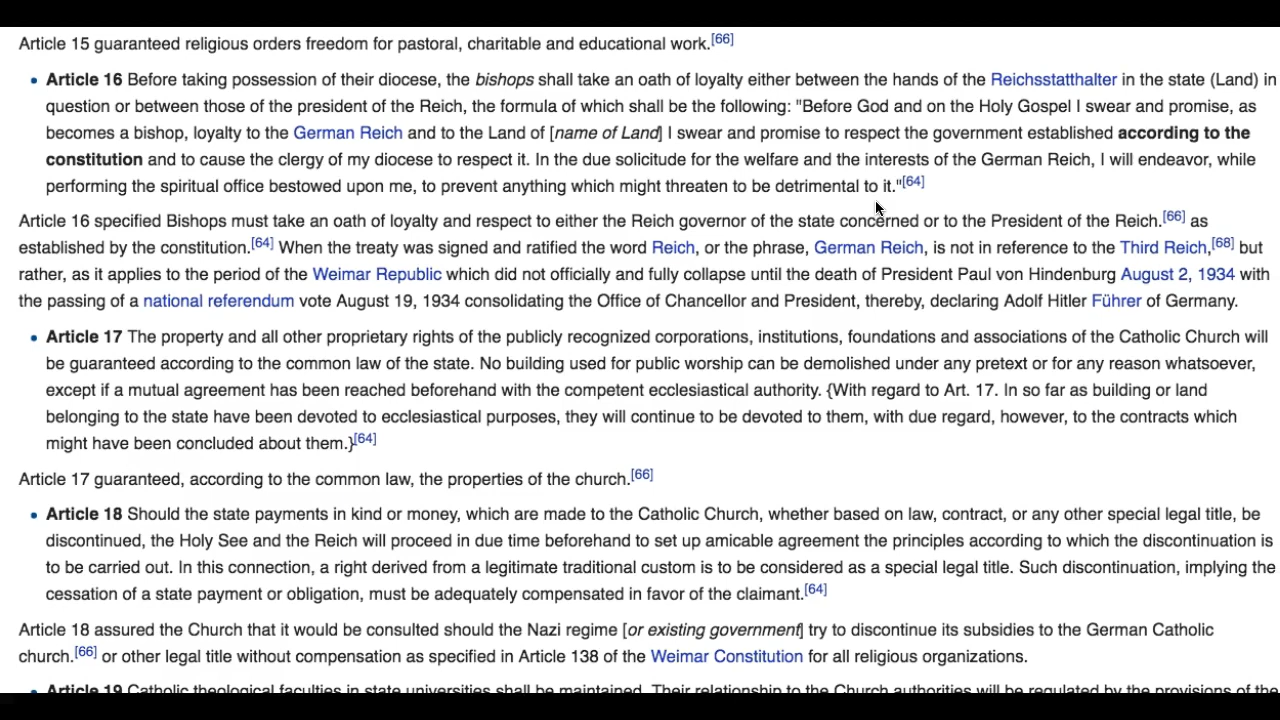 Article 15 guaranteed religious orders freedom for pastoral, charitable and educational work.[66]
• Article 16 Before taking possession of their diocese, the bishops shall take an oath of loyalty either between the hands of the Reichsstatthalter in the state (Land) in
question or between those of the president of the Reich, the formula of which shall be the following: "Before God and on the Holy Gospel I swear and promise, as
becomes a bishop, loyalty to the German Reich and to the Land of [name of Land] I swear and promise to respect the government established according to the
constitution and to cause the clergy of my diocese to respect it. In the due solicitude for the welfare and the interests of the German Reich, I will endeavor, while
performing the spiritual office bestowed upon me, to prevent anything which might threaten to be detrimental to it."[64]
Article 16 specified Bishops must take an oath of loyalty and respect to either the Reich governor of the state concerned or to the President of the Reich.[66] as
established by the constitution.[64] When the treaty was signed and ratified the word Reich, or the phrase, German Reich, is not in reference to the Third Reich,[68] but
rather, as it applies to the period of the Weimar Republic which did not officially and fully collapse until the death of President Paul von Hindenburg August 2, 1934 with
the passing of a national referendum vote August 19, 1934 consolidating the Office of Chancellor and President, thereby, declaring Adolf Hitler Führer of Germany.
• Article 17 The property and all other proprietary rights of the publicly recognized corporations, institutions, foundations and associations of the Catholic Church will
be guaranteed according to the common law of the state. No building used for public worship can be demolished under any pretext or for any reason whatsoever,
except if a mutual agreement has been reached beforehand with the competent ecclesiastical authority. {With regard to Art. 17. In so far as building or land
belonging to the state have been devoted to ecclesiastical purposes, they will continue to be devoted to them, with due regard, however, to the contracts which
might have been concluded about them.}[64]
Article 17 guaranteed, according to the common law, the properties of the church.[66]
• Article 18 Should the state payments in kind or money, which are made to the Catholic Church, whether based on law, contract, or any other special legal title, be
discontinued, the Holy See and the Reich will proceed in due time beforehand to set up amicable agreement the principles according to which the discontinuation is
to be carried out. In this connection, a right derived from a legitimate traditional custom is to be considered as a special legal title. Such discontinuation, implying the
cessation of a state payment or obligation, must be adequately compensated in favor of the claimant.[64]
Article 18 assured the Church that it would be consulted should the Nazi regime [or existing government] try to discontinue its subsidies to the German Catholic
church.[66] or other legal title without compensation as specified in Article 138 of the Weimar Constitution for all religious organizations.
• Article 19 Catholic theological faculties in state universities shall be maintained. Their relationship to the Church authorities will be regulated by the provisions of the